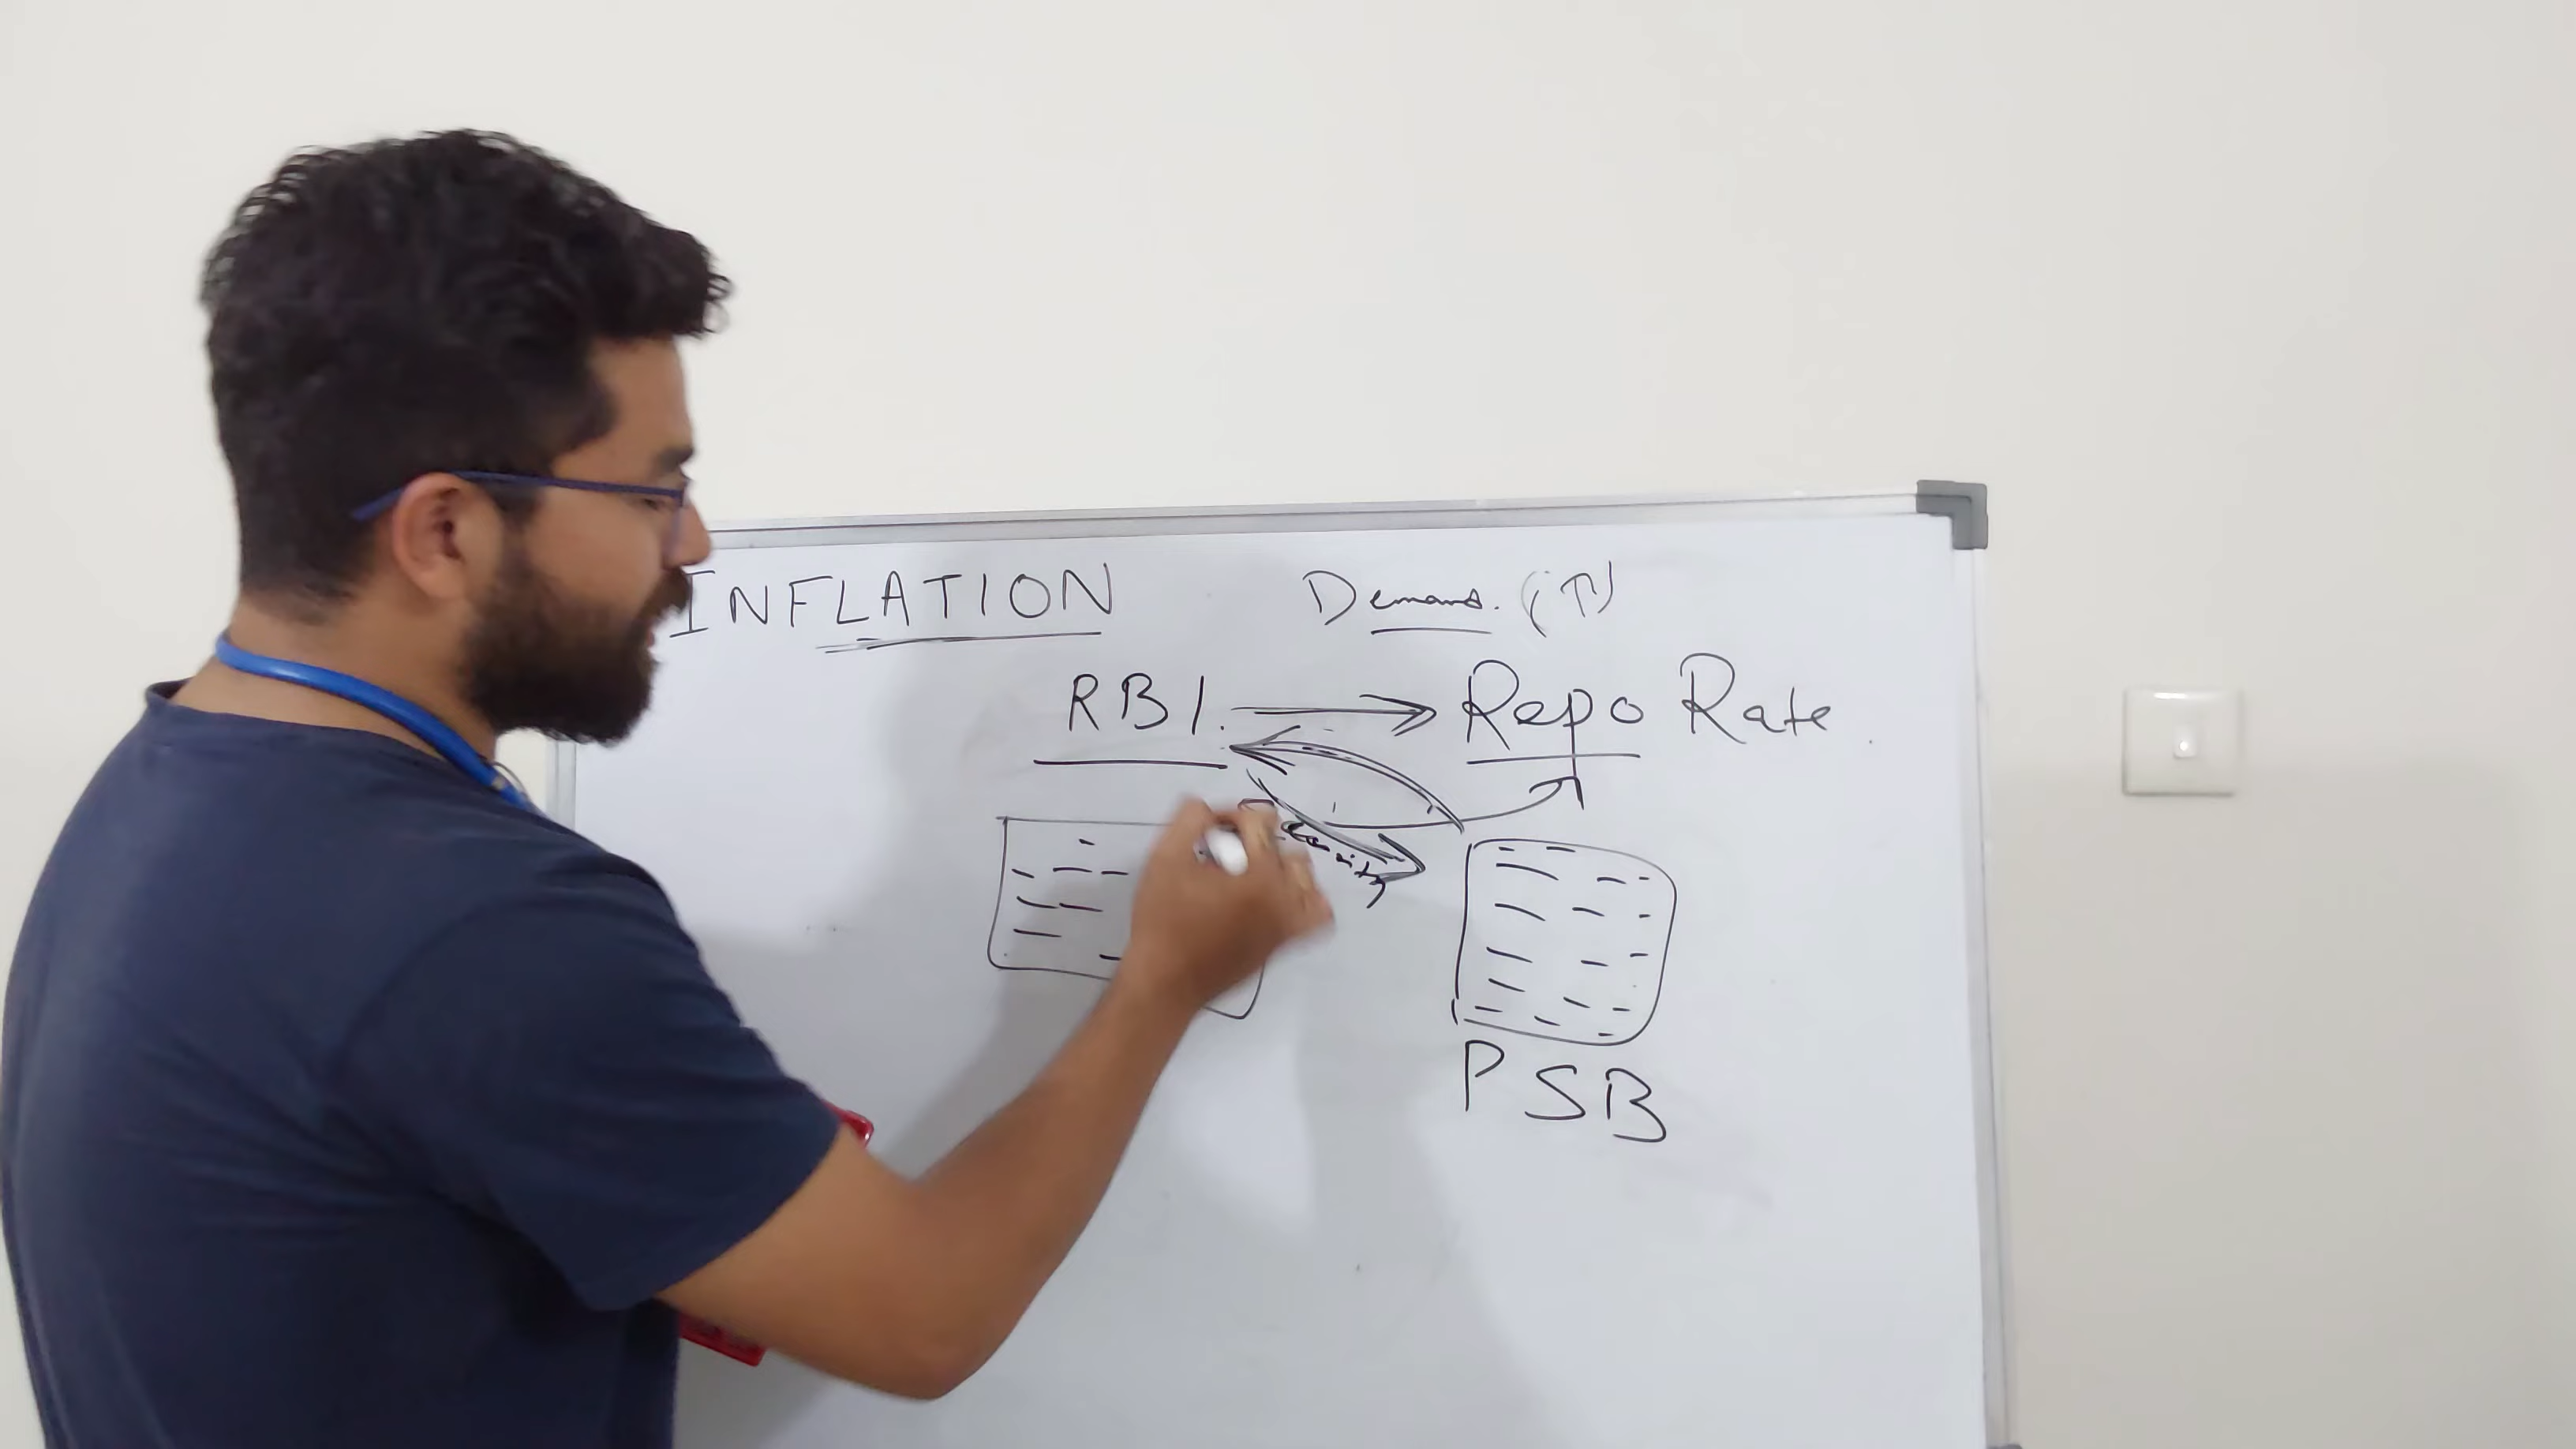 INFLATION Demand. (↑)
RBI. → Repo Rate
PSB